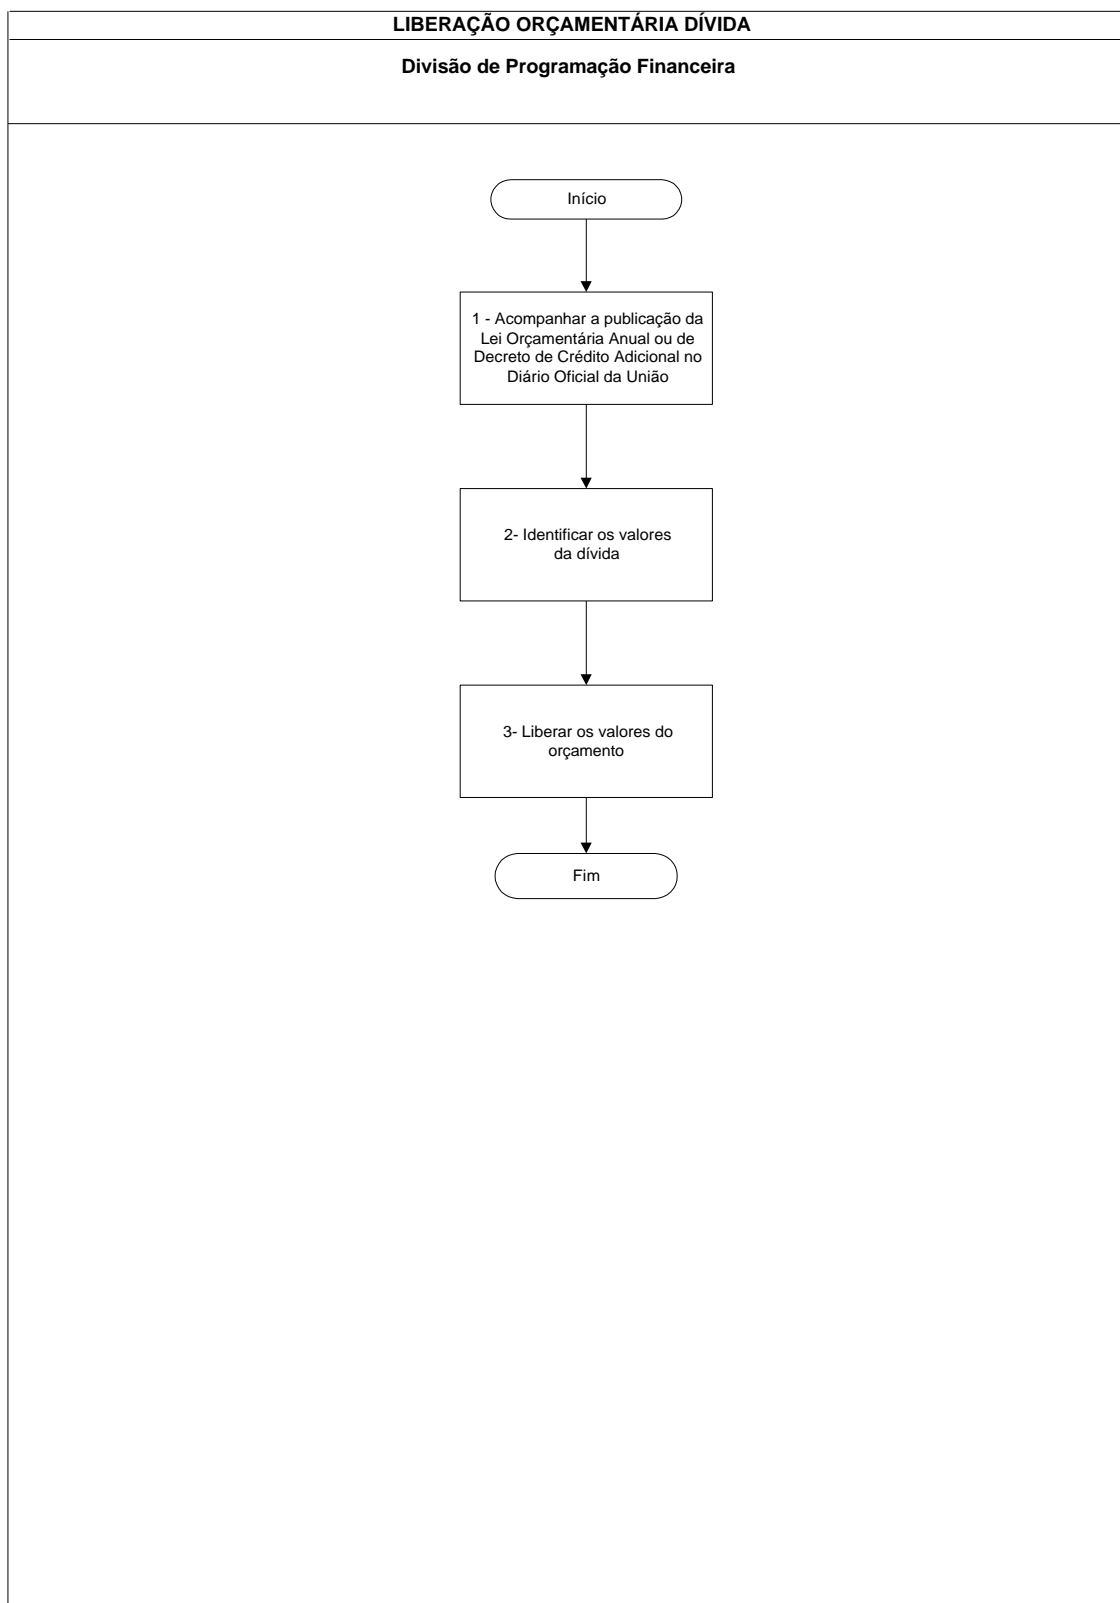 LIBERAÇÃO ORÇAMENTÁRIA DÍVIDA
Divisão de Programação Financeira
Início
1 - Acompanhar a publicação da
Lei Orçamentária Anual ou de
Decreto de Crédito Adicional no
Diário Oficial da União
2- Identificar os valores
da dívida
3- Liberar os valores do
orçamento
Fim